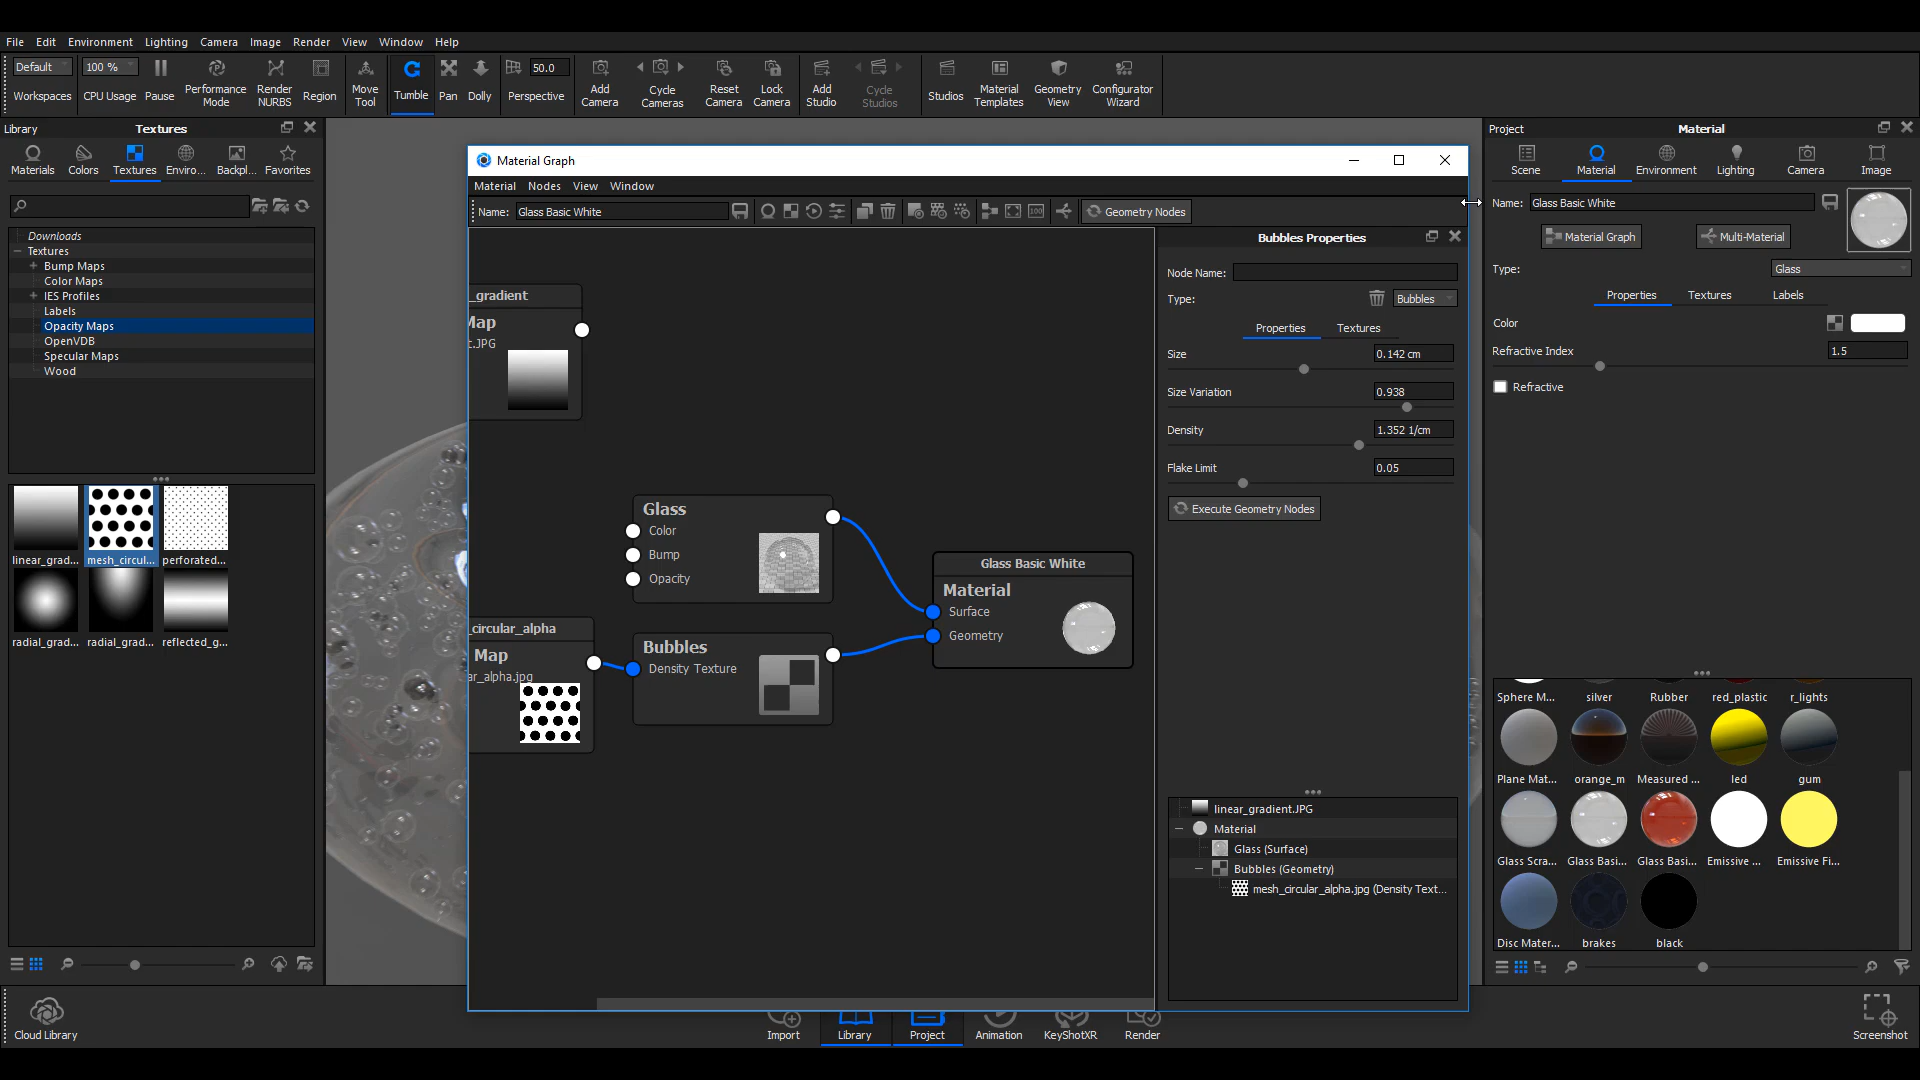 File Edit Environment Lighting Camera Image Render View Window Help
Default 100 % 50.0
Workspaces CPU Usage Pause Performance Mode Render NURBS Region Move Tool Tumble Pan Dolly Perspective Add Camera Cycle Cameras Reset Camera Lock Camera Add Studio Cycle Studios Studios Material Templates Geometry View Configurator Wizard
Library Textures
Materials Colors Textures Enviro... Backpl... Favorites
Downloads
Textures
Bump Maps
Color Maps
IES Profiles
Labels
Opacity Maps
OpenVDB
Specular Maps
Wood
linear_grad... mesh_circul... perforated...
radial_grad... radial_grad... reflected_g...
Cloud Library
Material Graph
Material Nodes View Window
Name: Glass Basic White 100 Geometry Nodes
_gradient
Map
t.JPG
Glass
Color
Bump
Opacity
_circular_alpha
Map
ar_alpha.jpg
Bubbles
Density Texture
Glass Basic White
Material
Surface
Geometry
Bubbles Properties
Node Name:
Type: Bubbles
Properties Textures
Size 0.142 cm
Size Variation 0.938
Density 1.352 1/cm
Flake Limit 0.05
Execute Geometry Nodes
linear_gradient.JPG
Material
Glass (Surface)
Bubbles (Geometry)
mesh_circular_alpha.jpg (Density Text...
Import Library Project Animation KeyShotXR Render
Project Material
Scene Material Environment Lighting Camera Image
Name: Glass Basic White
Material Graph Multi-Material
Type: Glass
Properties Textures Labels
Color
Refractive Index 1.5
Refractive
Sphere M... silver Rubber red_plastic r_lights
Plane Mat... orange_m Measured ... led gum
Glass Scra... Glass Basi... Glass Basi... Emissive ... Emissive Fi...
Disc Mater... brakes black
Screenshot